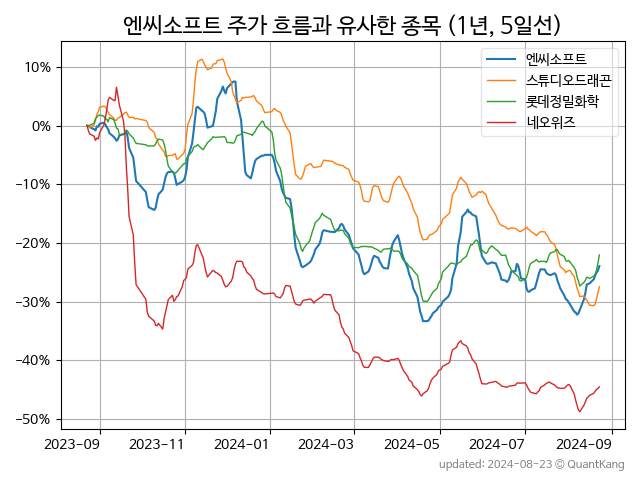 엔씨소프트 주가 흐름과 유사한 종목 (1년, 5일선)
엔씨소프트
스튜디오드래곤
롯데정밀화학
네오위즈
10%
0%
−10%
−20%
−30%
−40%
−50%
2023-09
2023-11
2024-01
2024-03
2024-05
2024-07
2024-09
updated: 2024-08-23 © QuantKang